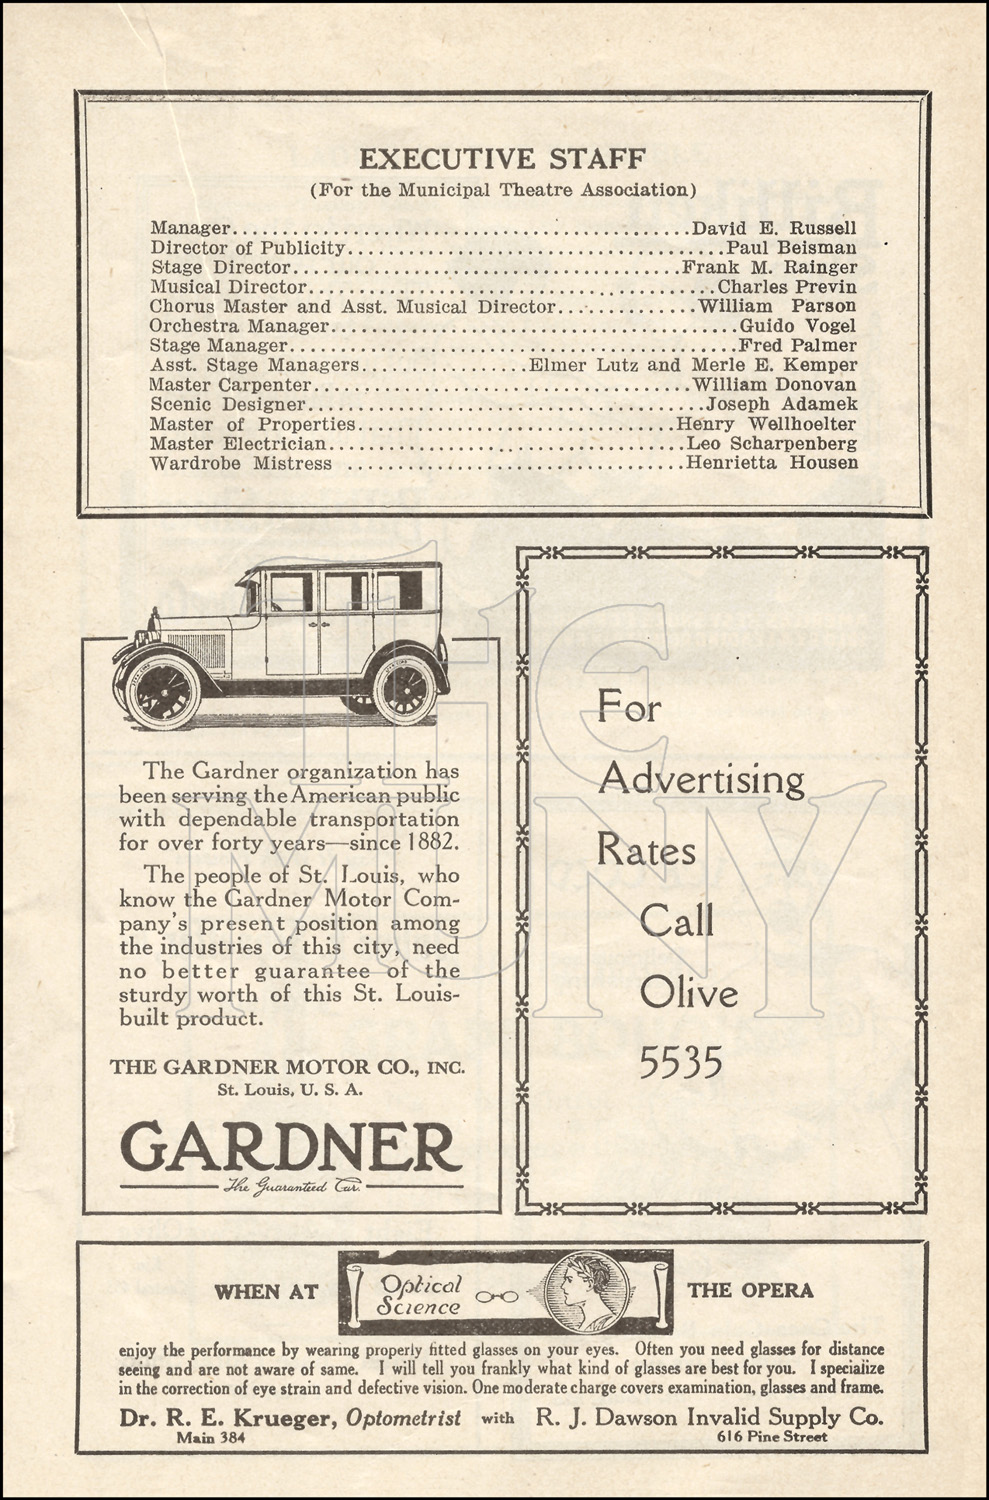 EXECUTIVE STAFF
(For the Municipal Theatre Association)
Manager............................................David E. Russell
Director of Publicity....................................Paul Beisman
Stage Director.....................................Frank M. Rainger
Musical Director.......................................Charles Previn
Chorus Master and Asst. Musical Director.............William Parson
Orchestra Manager.......................................Guido Vogel
Stage Manager...........................................Fred Palmer
Asst. Stage Managers................Elmer Lutz and Merle E. Kemper
Master Carpenter....................................William Donovan
Scenic Designer......................................Joseph Adamek
Master of Properties..............................Henry Wellhoelter
Master Electrician..................................Leo Scharpenberg
Wardrobe Mistress ................................Henrietta Housen
The Gardner organization has
been serving the American public
with dependable transportation
for over forty years—since 1882.
The people of St. Louis, who
know the Gardner Motor Com-
pany's present position among
the industries of this city, need
no better guarantee of the
sturdy worth of this St. Louis-
built product.
THE GARDNER MOTOR CO., INC.
St. Louis, U. S. A.
GARDNER
The Guaranteed Car.
For
Advertising
Rates
Call
Olive
5535
The
MUNY
WHEN AT
Optical
Science
THE OPERA
enjoy the performance by wearing properly fitted glasses on your eyes. Often you need glasses for distance
seeing and are not aware of same. I will tell you frankly what kind of glasses are best for you. I specialize
in the correction of eye strain and defective vision. One moderate charge covers examination, glasses and frame.
Dr. R. E. Krueger, Optometrist with R. J. Dawson Invalid Supply Co.
Main 384 616 Pine Street